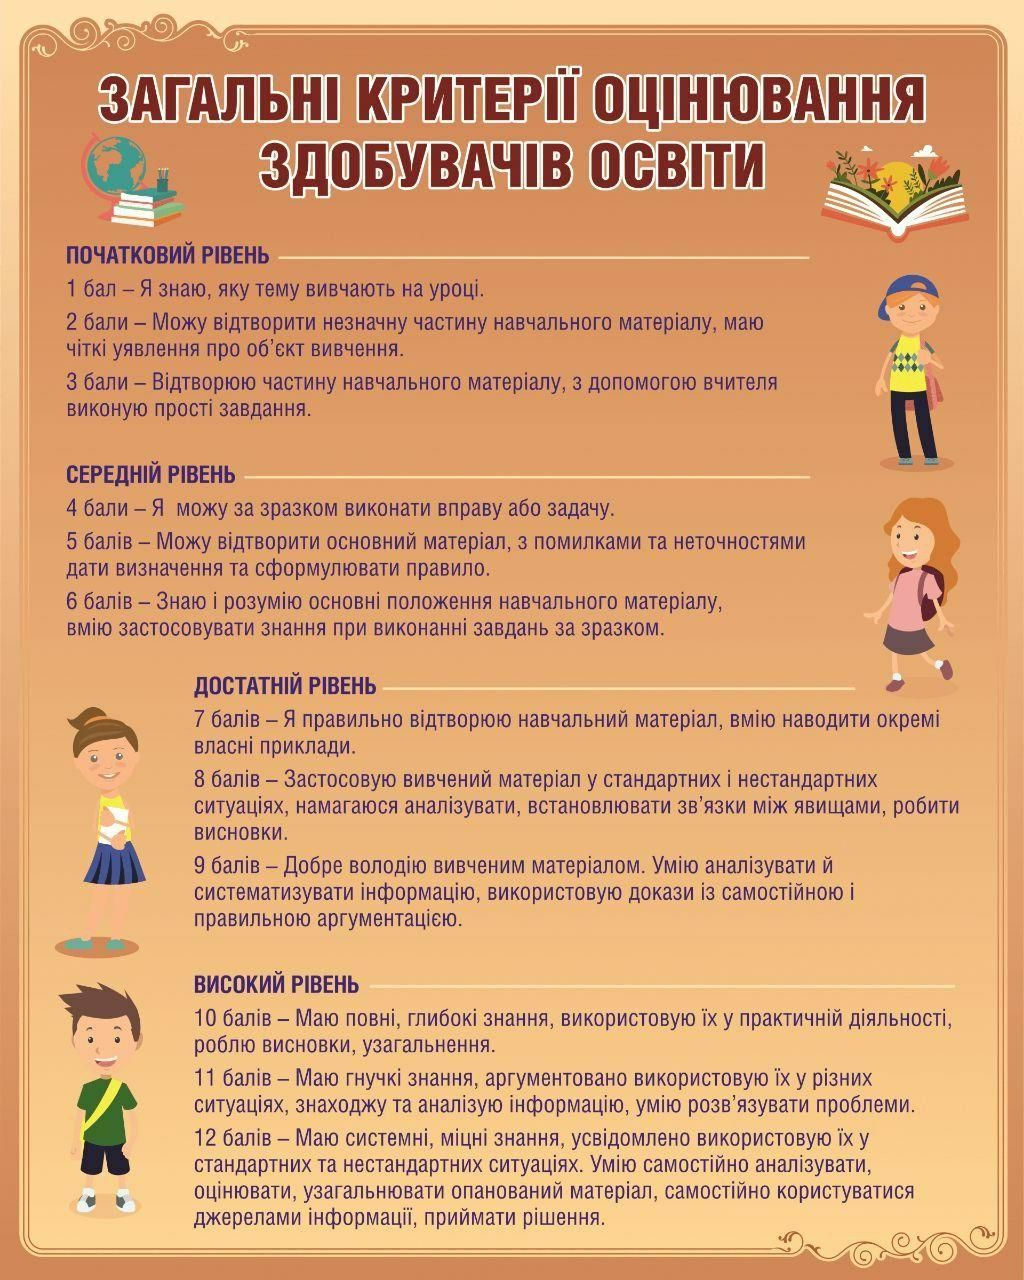 ЗАГАЛЬНІ КРИТЕРІЇ ОЦІНЮВАННЯ
ЗДОБУВАЧІВ ОСВІТИ
ПОЧАТКОВИЙ РІВЕНЬ
1 бал – Я знаю, яку тему вивчають на уроці.
2 бали – Можу відтворити незначну частину навчального матеріалу, маю
чіткі уявлення про об’єкт вивчення.
3 бали – Відтворюю частину навчального матеріалу, з допомогою вчителя
виконую прості завдання.
СЕРЕДНІЙ РІВЕНЬ
4 бали – Я можу за зразком виконати вправу або задачу.
5 балів – Можу відтворити основний матеріал, з помилками та неточностями
дати визначення та сформулювати правило.
6 балів – Знаю і розумію основні положення навчального матеріалу,
вмію застосовувати знання при виконанні завдань за зразком.
ДОСТАТНІЙ РІВЕНЬ
7 балів – Я правильно відтворюю навчальний матеріал, вмію наводити окремі
власні приклади.
8 балів – Застосовую вивчений матеріал у стандартних і нестандартних
ситуаціях, намагаюся аналізувати, встановлювати зв’язки між явищами, робити
висновки.
9 балів – Добре володію вивченим матеріалом. Умію аналізувати й
систематизувати інформацію, використовую докази із самостійною і
правильною аргументацією.
ВИСОКИЙ РІВЕНЬ
10 балів – Маю повні, глибокі знання, використовую їх у практичній діяльності,
роблю висновки, узагальнення.
11 балів – Маю гнучкі знання, аргументовано використовую їх у різних
ситуаціях, знаходжу та аналізую інформацію, умію розв’язувати проблеми.
12 балів – Маю системні, міцні знання, усвідомлено використовую їх у
стандартних та нестандартних ситуаціях. Умію самостійно аналізувати,
оцінювати, узагальнювати опанований матеріал, самостійно користуватися
джерелами інформації, приймати рішення.